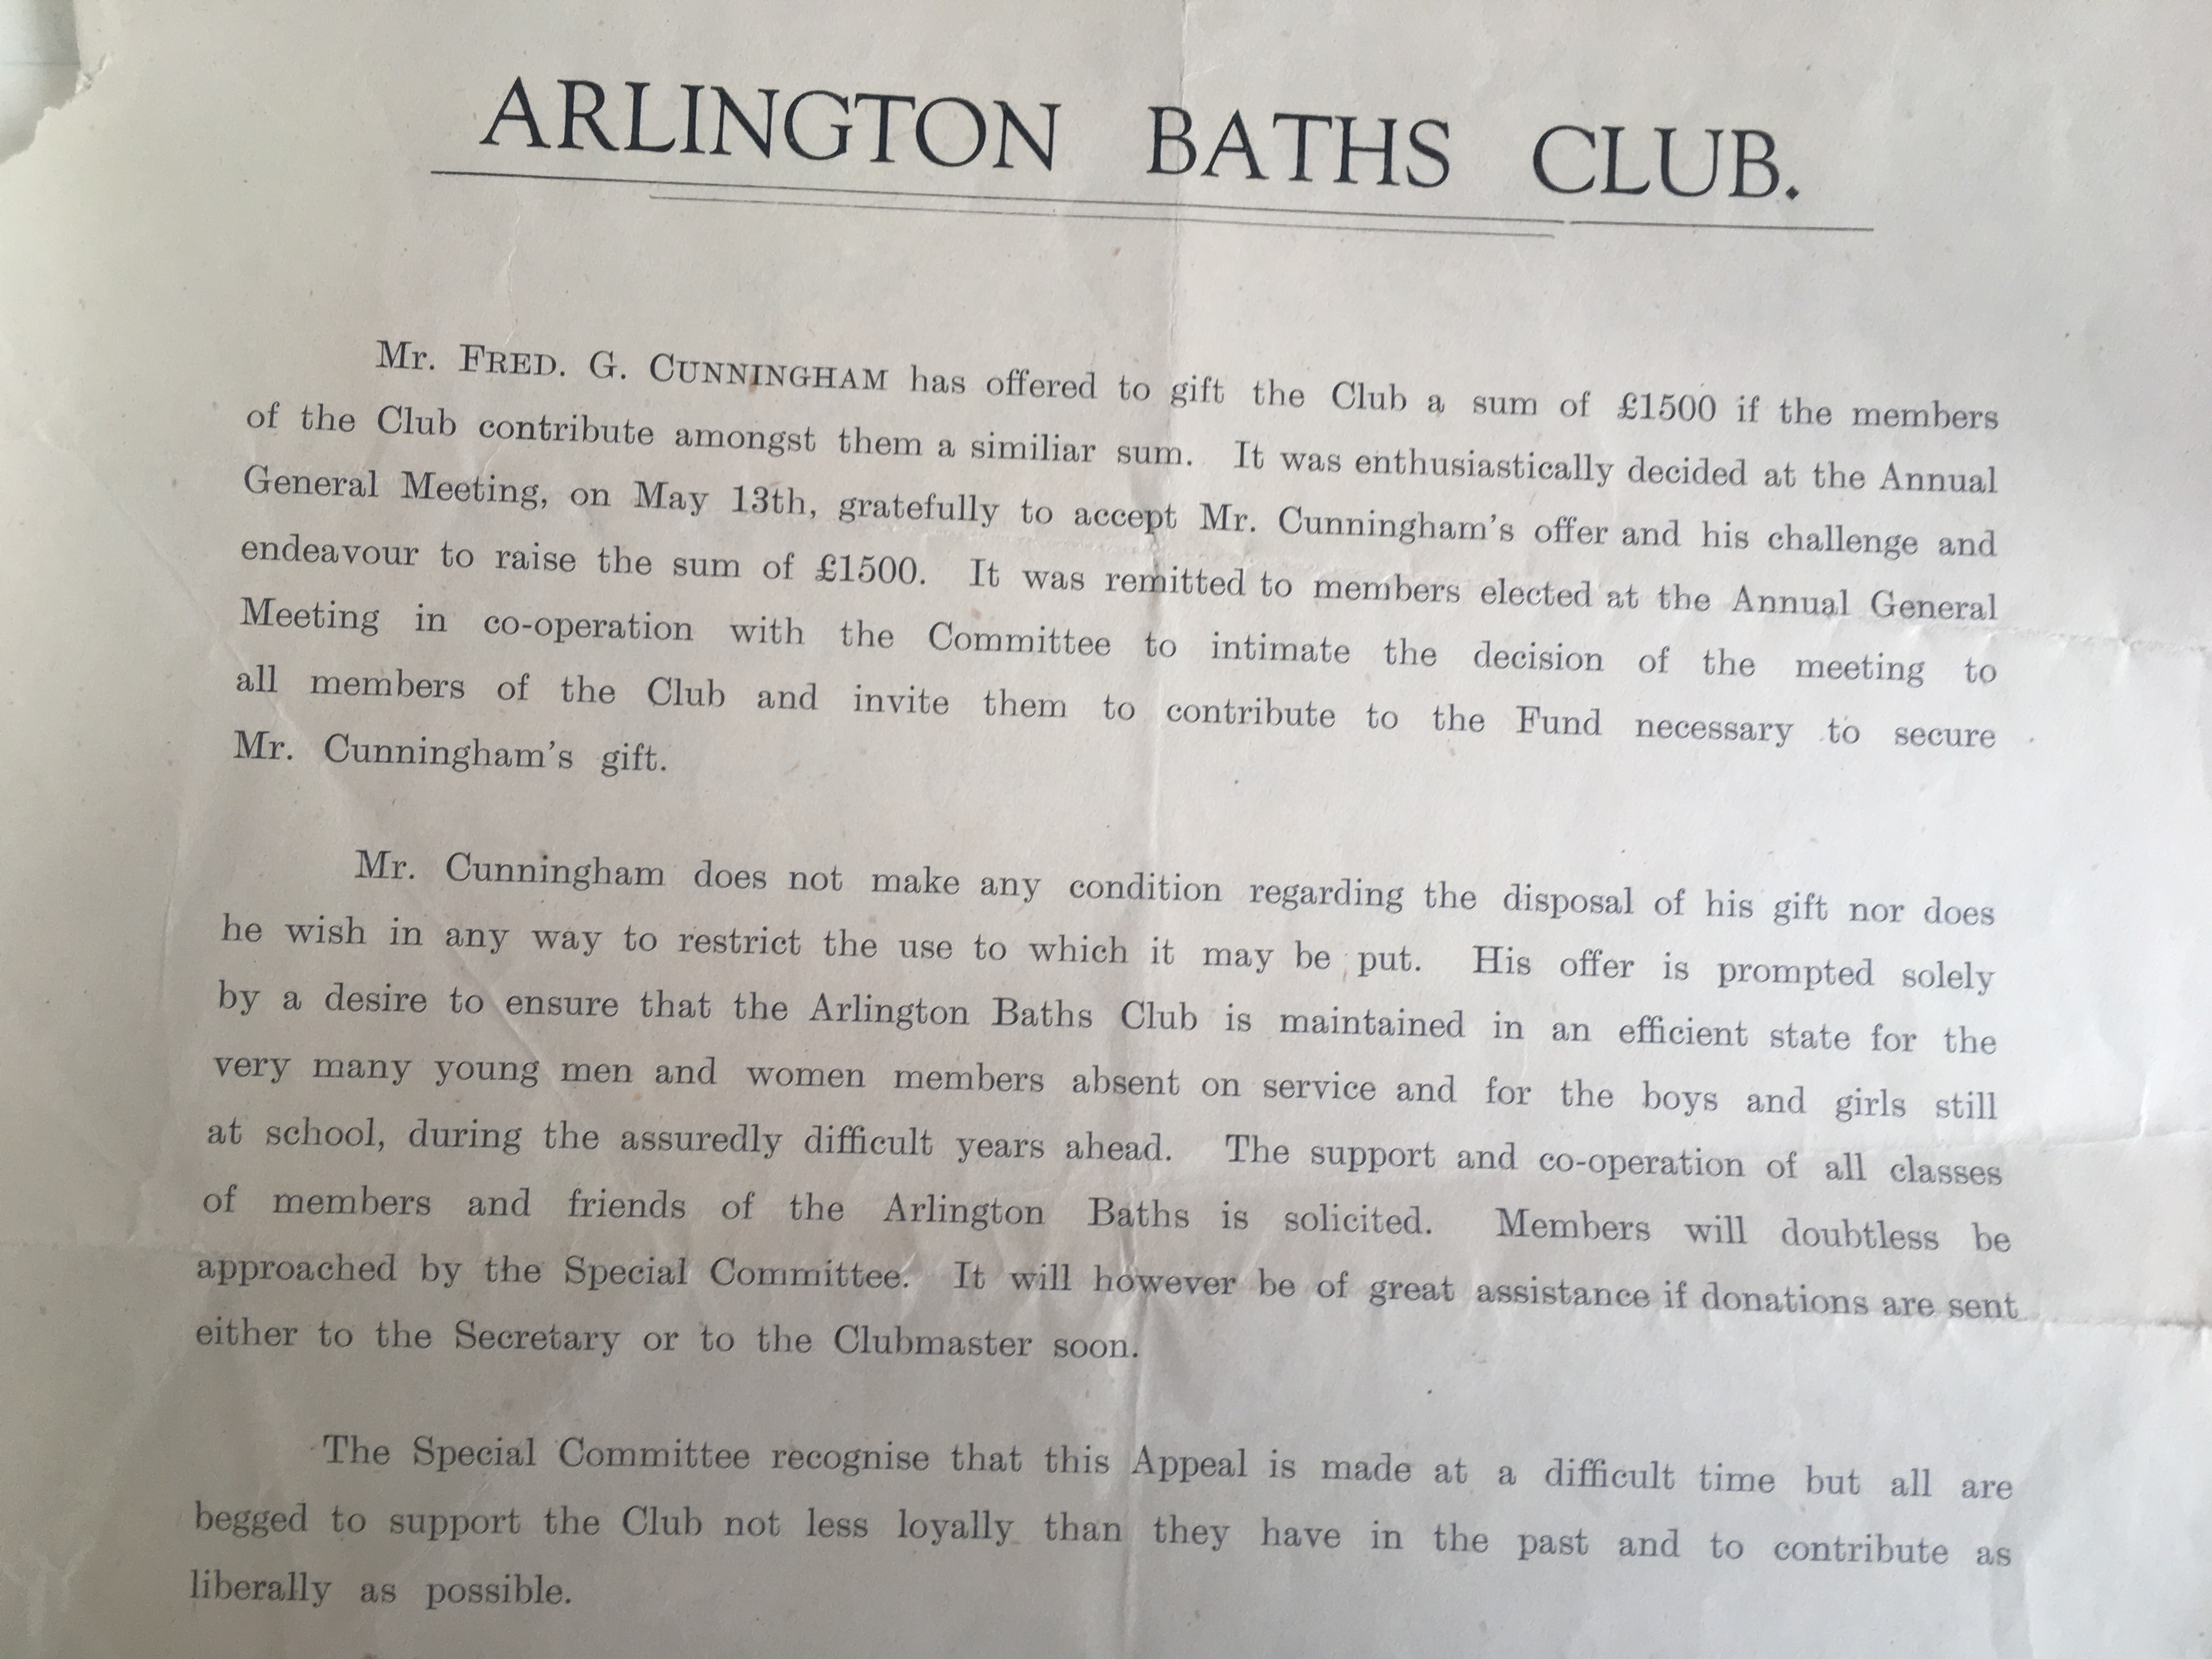 ARLINGTON BATHS CLUB.
Mr. FRED. G. CUNNINGHAM has offered to gift the Club a sum of £1500 if the members
of the Club contribute amongst them a similiar sum. It was enthusiastically decided at the Annual
General Meeting, on May 13th, gratefully to accept Mr. Cunningham's offer and his challenge and
endeavour to raise the sum of £1500. It was remitted to members elected at the Annual General
Meeting in co-operation with the Committee to intimate the decision of the meeting to
all members of the Club and invite them to contribute to the Fund necessary to secure
Mr. Cunningham's gift.
Mr. Cunningham does not make any condition regarding the disposal of his gift nor does
he wish in any way to restrict the use to which it may be put. His offer is prompted solely
by a desire to ensure that the Arlington Baths Club is maintained in an efficient state for the
very many young men and women members absent on service and for the boys and girls still
at school, during the assuredly difficult years ahead. The support and co-operation of all classes
of members and friends of the Arlington Baths is solicited. Members will doubtless be
approached by the Special Committee. It will however be of great assistance if donations are sent
either to the Secretary or to the Clubmaster soon.
The Special Committee recognise that this Appeal is made at a difficult time but all are
begged to support the Club not less loyally than they have in the past and to contribute as
liberally as possible.